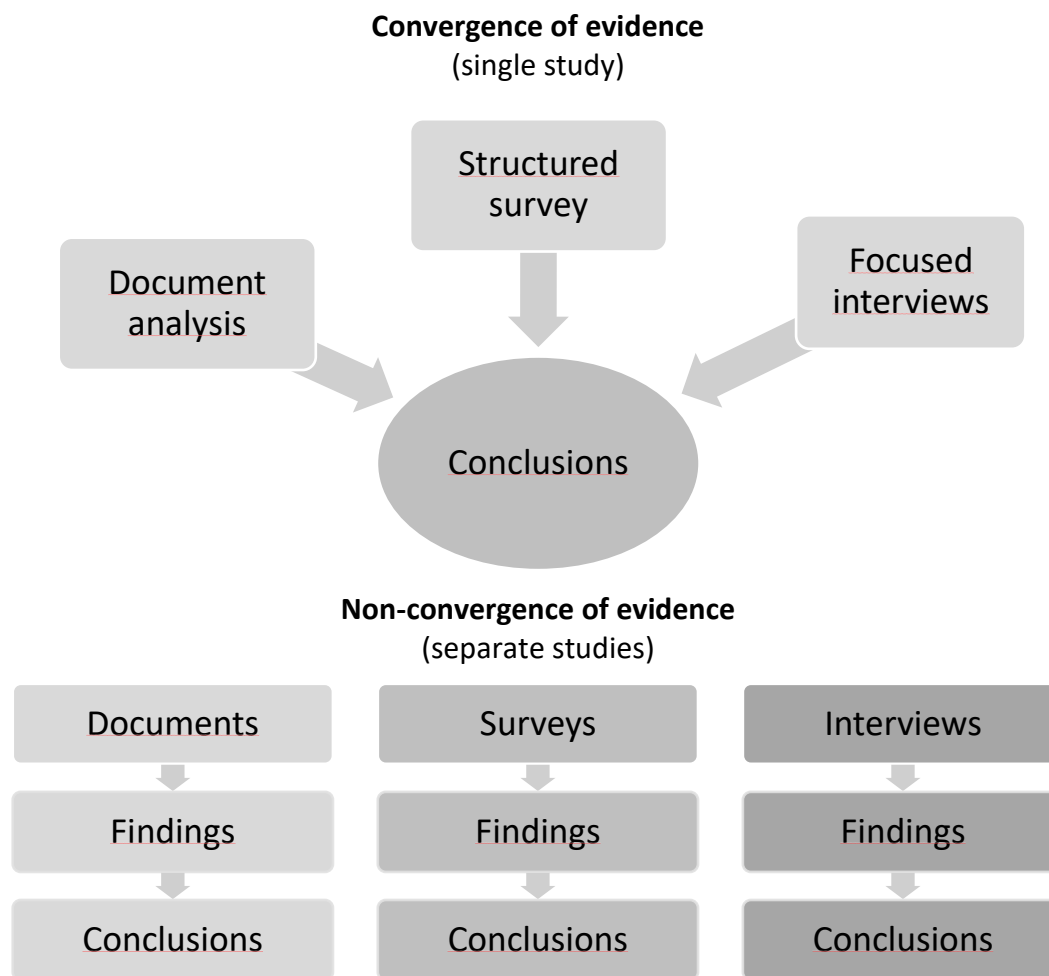 Convergence of evidence
(single study)
Structured
survey
Document
analysis
Focused
interviews
Conclusions
Non-convergence of evidence
(separate studies)
Documents
Surveys
Interviews
Findings
Findings
Findings
Conclusions
Conclusions
Conclusions